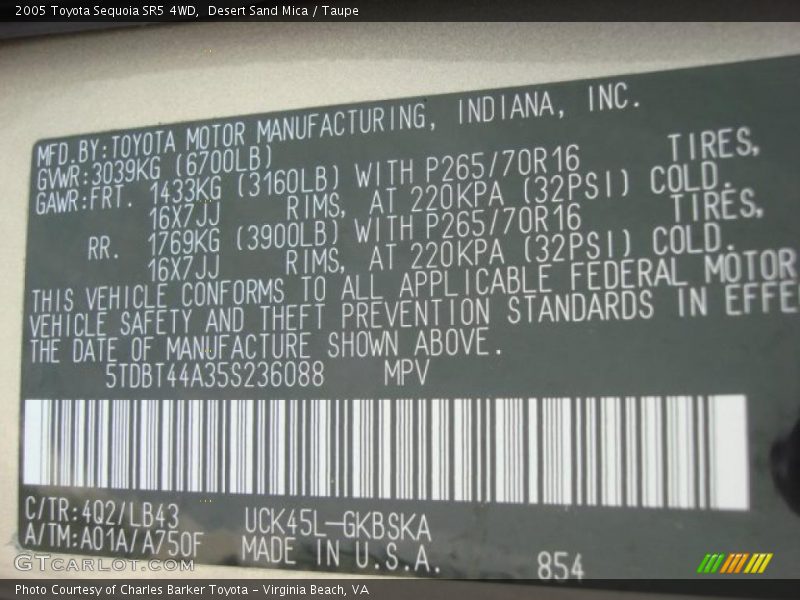 2005 Toyota Sequoia SR5 4WD, Desert Sand Mica / Taupe
MFD.BY:TOYOTA MOTOR MANUFACTURING, INDIANA, INC.
GVWR:3039KG (6700LB)
GAWR:FRT. 1433KG (3160LB) WITH P265/70R16 TIRES,
16X7JJ RIMS, AT 220KPA (32PSI) COLD.
RR. 1769KG (3900LB) WITH P265/70R16 TIRES,
16X7JJ RIMS, AT 220KPA (32PSI) COLD.
THIS VEHICLE CONFORMS TO ALL APPLICABLE FEDERAL MOTOR
VEHICLE SAFETY AND THEFT PREVENTION STANDARDS IN EFFE
THE DATE OF MANUFACTURE SHOWN ABOVE.
5TDBT44A35S236088 MPV
C/TR:4Q2/LB43 UCK45L-GKBSKA
A/TM:A01A/A750F MADE IN U.S.A. 854
GTCARLOT.COM
Photo Courtesy of Charles Barker Toyota - Virginia Beach, VA